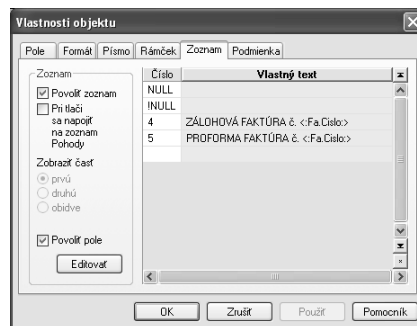 Vlastnosti objektu
Pole Formát Písmo Rámček Zoznam Podmienka
Zoznam
Povoliť zoznam
Pri tlači
sa napojiť
na zoznam
Pohody
Zobraziť časť
prvú
druhú
obidve
Povoliť pole
Editovať
Číslo Vlastný text
NULL
!NULL
4 ZÁLOHOVÁ FAKTÚRA č. <:Fa.Cislo:>
5 PROFORMA FAKTÚRA č. <:Fa.Cislo:>
OK Zrušiť Použiť Pomocník